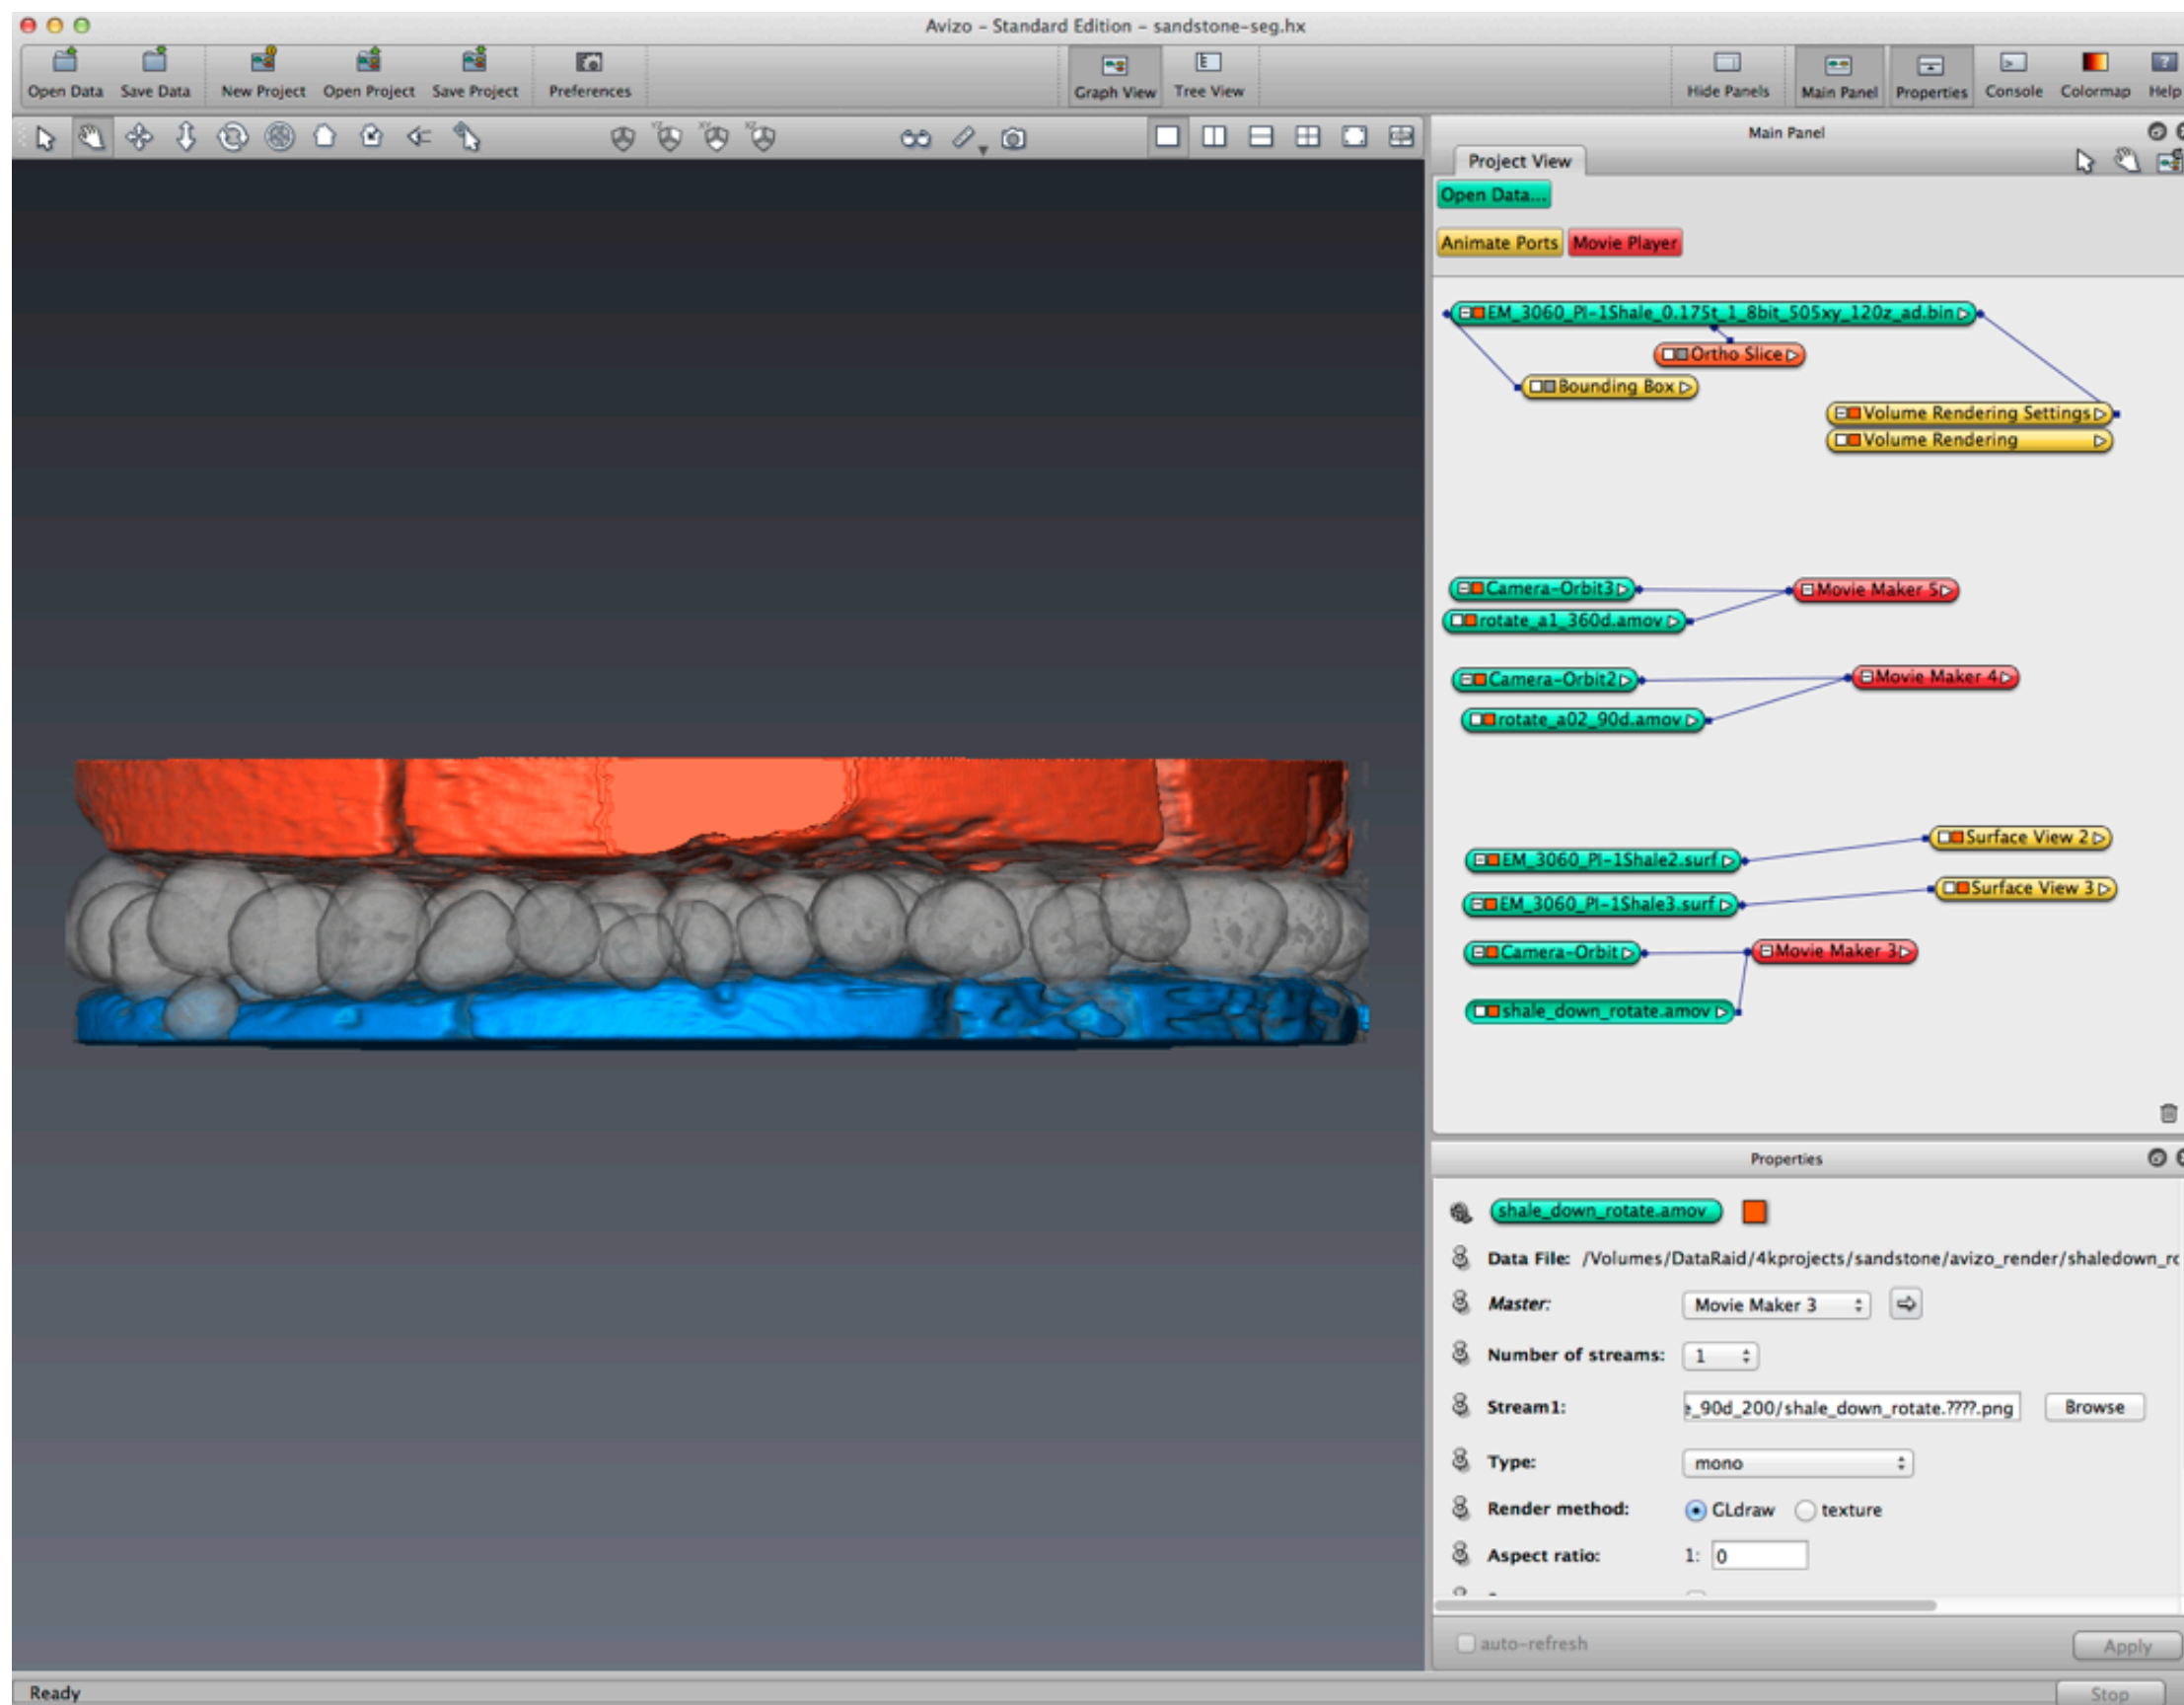 Avizo - Standard Edition - sandstone-seg.hx
Open Data Save Data New Project Open Project Save Project Preferences Graph View Tree View Hide Panels Main Panel Properties Console Colormap Help
Main Panel
Project View
Open Data...
Animate Ports Movie Player
EM_3060_Pl-1Shale_0.175t_1_8bit_505xy_120z_ad.bin
Ortho Slice
Bounding Box
Volume Rendering Settings
Volume Rendering
Camera-Orbit3 Movie Maker 5
rotate_a1_360d.amov
Camera-Orbit2 Movie Maker 4
rotate_a02_90d.amov
Surface View 2
EM_3060_Pl-1Shale2.surf
Surface View 3
EM_3060_Pl-1Shale3.surf
Camera-Orbit Movie Maker 3
shale_down_rotate.amov
Properties
shale_down_rotate.amov
Data File: /Volumes/DataRaid/4kprojects/sandstone/avizo_render/shaledown_rc
Master: Movie Maker 3
Number of streams: 1
Stream1: e_90d_200/shale_down_rotate.????.png Browse
Type: mono
Render method: GLdraw texture
Aspect ratio: 1: 0
auto-refresh Apply
Ready Stop